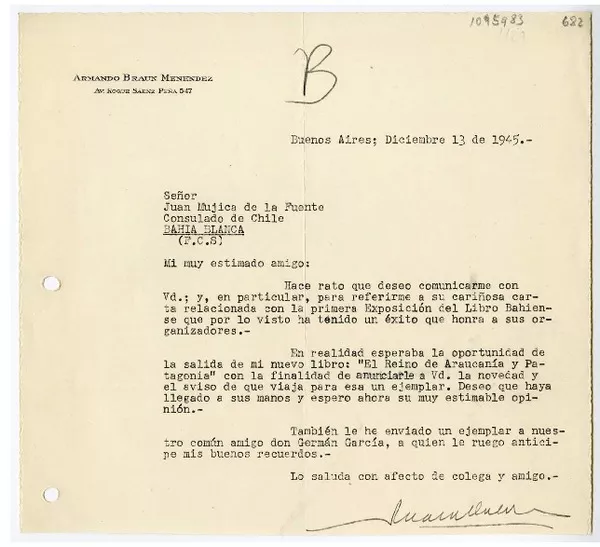 1095983 682
B
ARMANDO BRAUN MENENDEZ
AV. ROQUE SAENZ PEÑA 547
Buenos Aires; Diciembre 13 de 1945.-
Señor
Juan Mujica de la Fuente
Consulado de Chile
BAHIA BLANCA
(F.C.S)
Mi muy estimado amigo:
Hace rato que deseo comunicarme con
Vd.; y, en particular, para referirme a su cariñosa car-
ta relacionada con la primera Exposición del Libro Bahien-
se que por lo visto ha tenido un éxito que honra a sus or-
ganizadores.-
En realidad esperaba la oportunidad de
la salida de mi nuevo libro: "El Reino de Araucanía y Pa-
tagonia" con la finalidad de anunciarle a Vd. la novedad y
el aviso de que viaja para esa un ejemplar. Deseo que haya
llegado a sus manos y espero ahora su muy estimable opi-
nión.-
También le he enviado un ejemplar a nues-
tro común amigo don Germán García, a quien le ruego antici-
pe mis buenos recuerdos.-
Lo saluda con afecto de colega y amigo.-